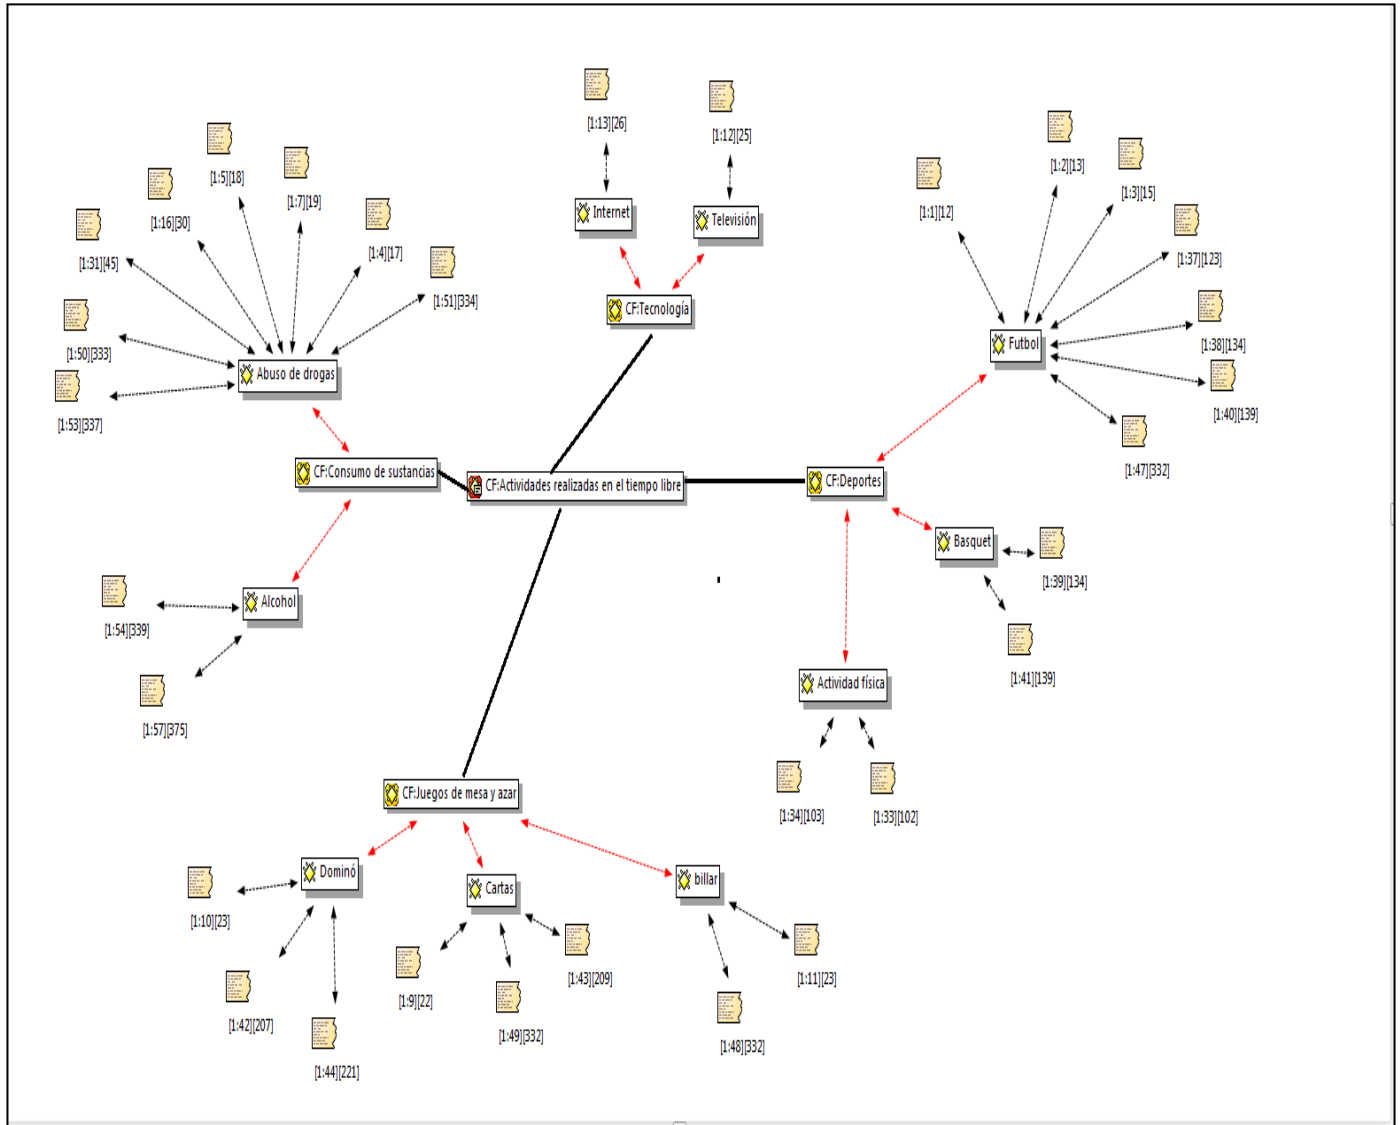 [1:13][26]
[1:12][25]
[1:5][18]
[1:7][19]
[1:16][30]
[1:4][17]
[1:31][45]
[1:51][334]
[1:50][333]
[1:53][337]
Internet
Televisión
CF:Tecnología
[1:2][13]
[1:3][15]
[1:1][12]
[1:37][123]
[1:38][134]
[1:40][139]
[1:47][332]
Futbol
Abuso de drogas
CF:Consumo de sustancias
CF:Actividades realizadas en el tiempo libre
CF:Deportes
Basquet
[1:39][134]
[1:41][139]
Alcohol
[1:54][339]
[1:57][375]
Actividad física
[1:34][103]
[1:33][102]
CF:Juegos de mesa y azar
Dominó
Cartas
billar
[1:10][23]
[1:42][207]
[1:44][221]
[1:9][22]
[1:49][332]
[1:43][209]
[1:48][332]
[1:11][23]